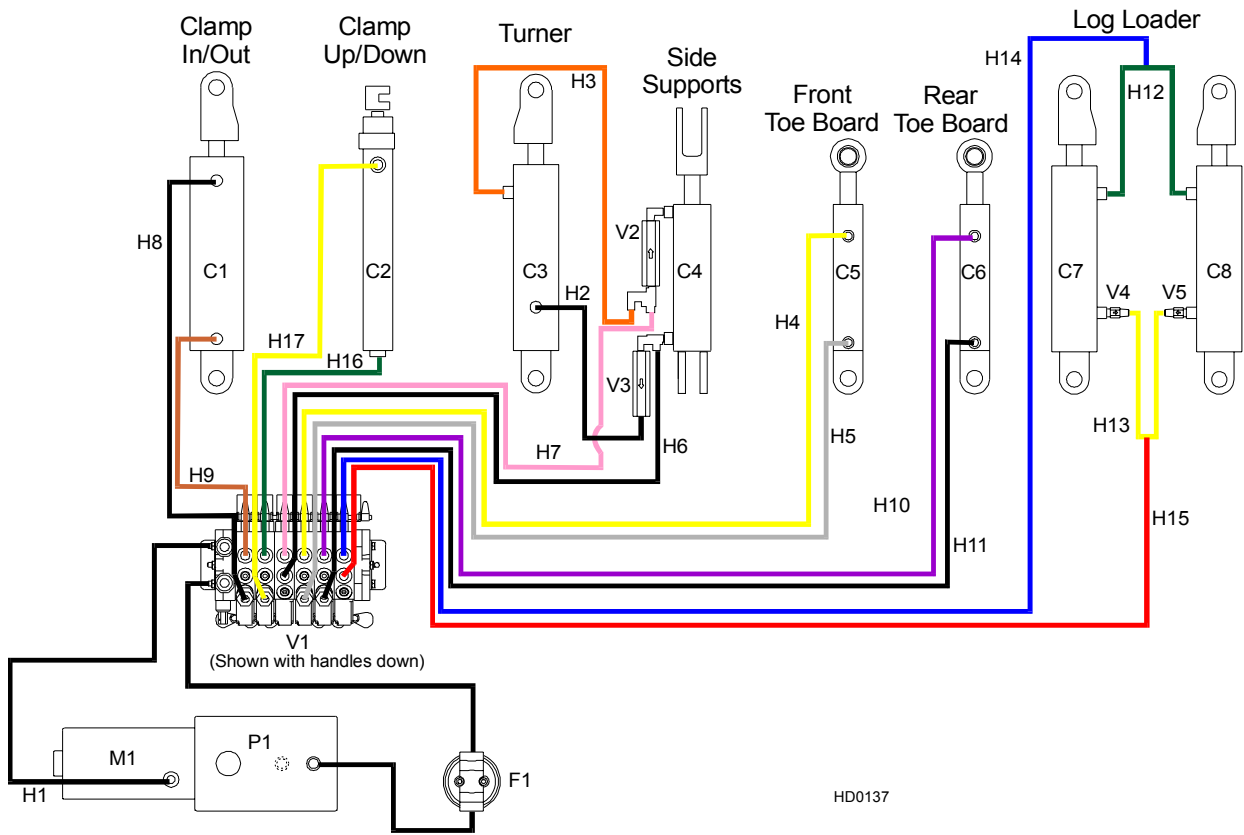 Clamp
In/Out
Clamp
Up/Down
Turner
Side
Supports
Front
Toe Board
Rear
Toe Board
Log Loader
H3
H14
H12
H8
V2
C1
C2
C3
C4
C5
C6
C7
C8
H2
V4
V5
H17
H4
H16
V3
H13
H5
H7
H6
H9
H10
H15
H11
V1
(Shown with handles down)
M1
P1
F1
H1
HD0137